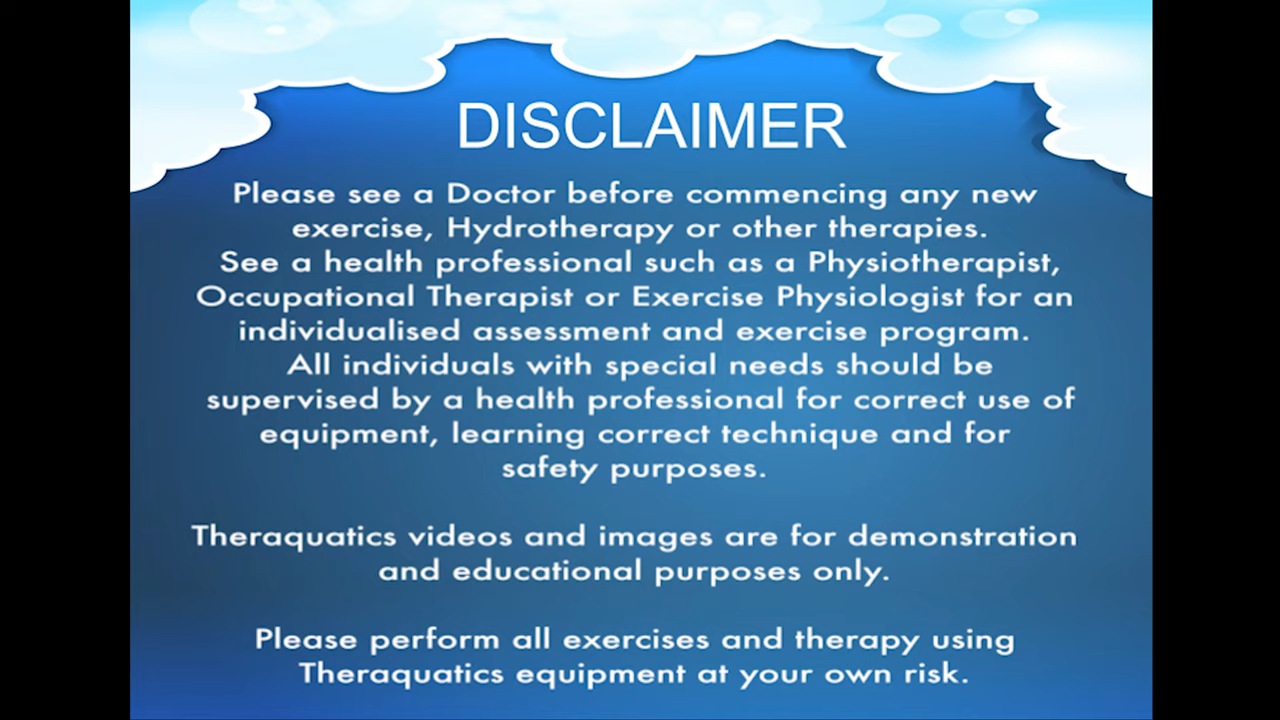 DISCLAIMER
Please see a Doctor before commencing any new
exercise, Hydrotherapy or other therapies.
See a health professional such as a Physiotherapist,
Occupational Therapist or Exercise Physiologist for an
individualised assessment and exercise program.
All individuals with special needs should be
supervised by a health professional for correct use of
equipment, learning correct technique and for
safety purposes.
Theraquatics videos and images are for demonstration
and educational purposes only.
Please perform all exercises and therapy using
Theraquatics equipment at your own risk.